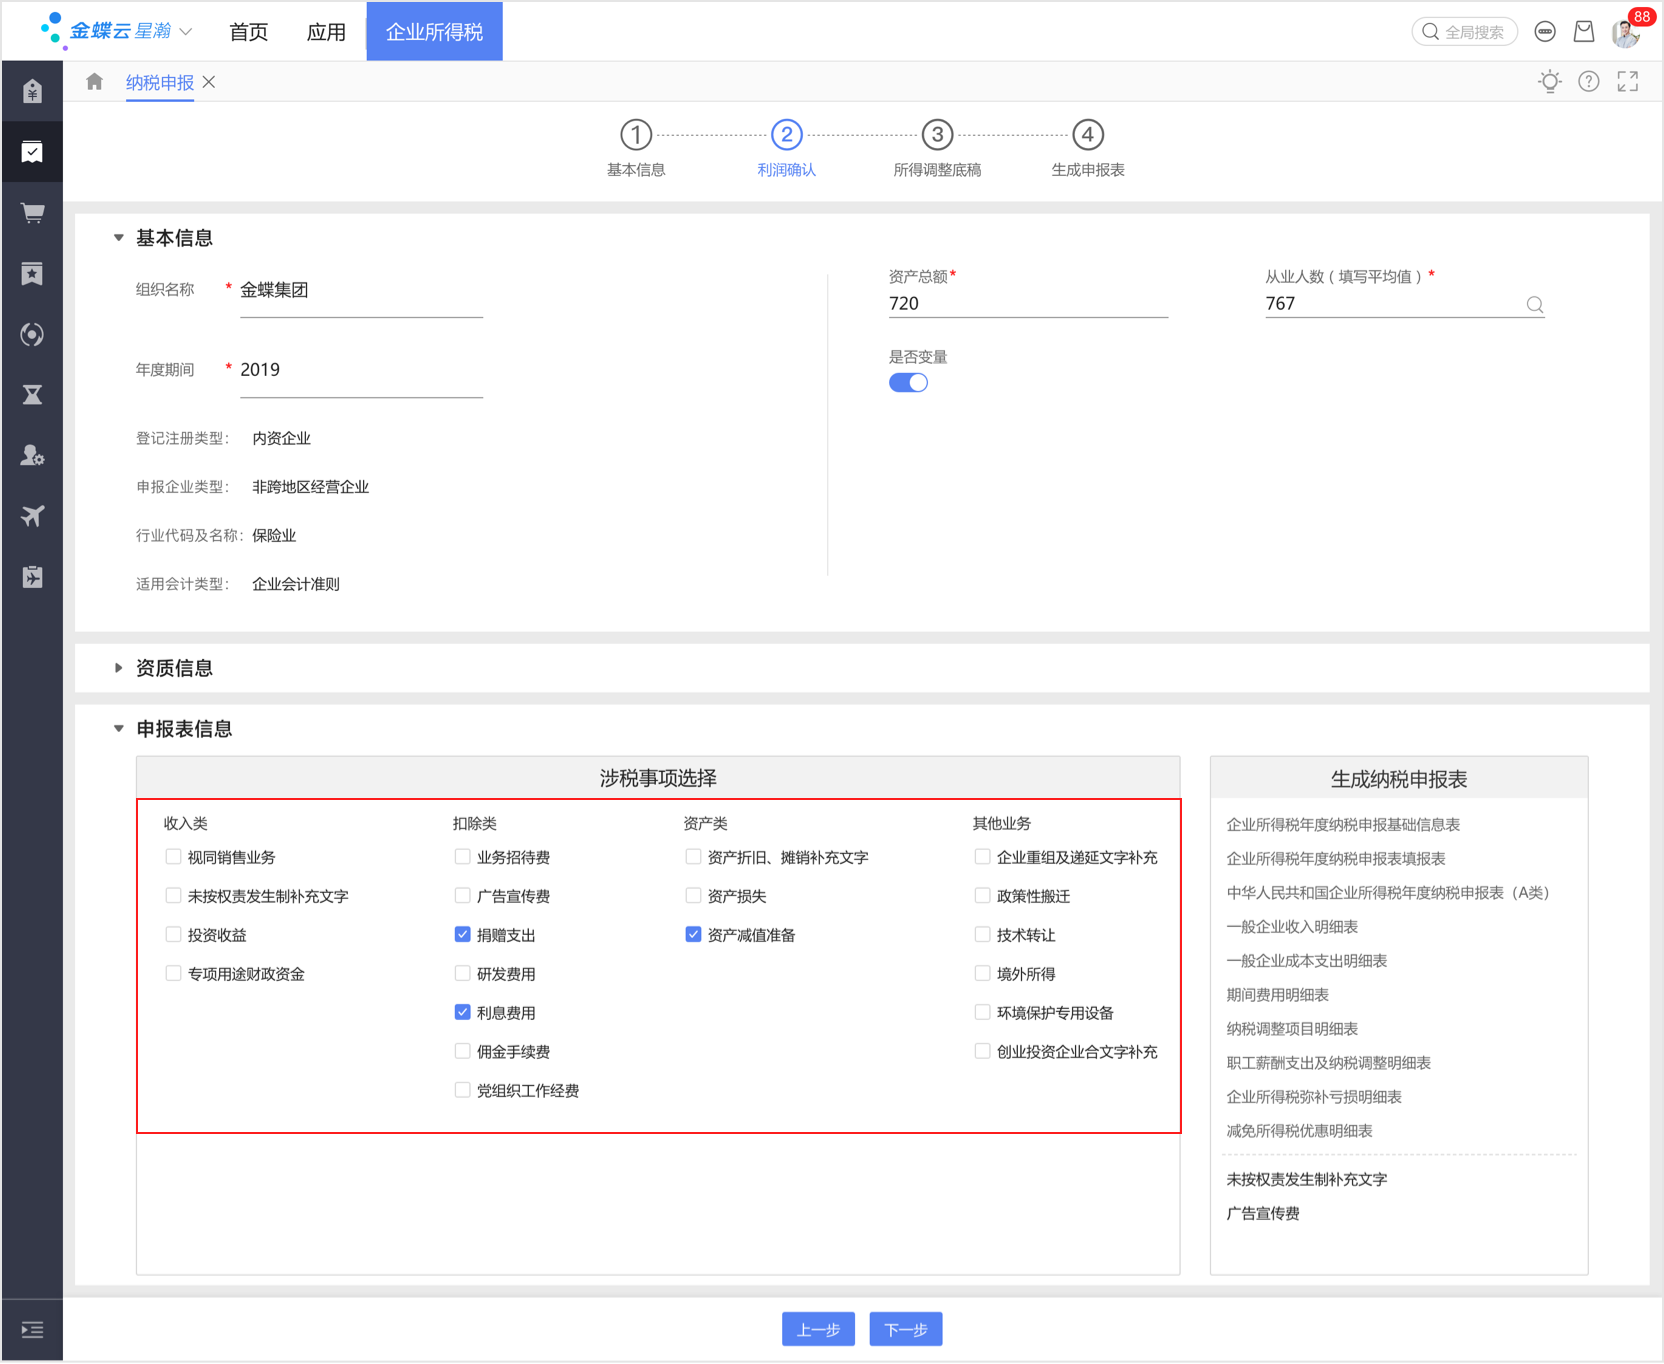 金蝶云 星瀚
首页
应用
企业所得税
全局搜索
88
纳税申报
1
2
3
4
基本信息
利润确认
所得调整底稿
生成申报表
基本信息
组织名称 * 金蝶集团
年度期间 * 2019
登记注册类型： 内资企业
申报企业类型： 非跨地区经营企业
行业代码及名称： 保险业
适用会计类型： 企业会计准则
资产总额*
720
从业人数（填写平均值）*
767
是否变量
资质信息
申报表信息
涉税事项选择
收入类
视同销售业务
未按权责发生制补充文字
投资收益
专项用途财政资金
扣除类
业务招待费
广告宣传费
捐赠支出
研发费用
利息费用
佣金手续费
党组织工作经费
资产类
资产折旧、摊销补充文字
资产损失
资产减值准备
其他业务
企业重组及递延文字补充
政策性搬迁
技术转让
境外所得
环境保护专用设备
创业投资企业合文字补充
生成纳税申报表
企业所得税年度纳税申报基础信息表
企业所得税年度纳税申报表填报表
中华人民共和国企业所得税年度纳税申报表（A类）
一般企业收入明细表
一般企业成本支出明细表
期间费用明细表
纳税调整项目明细表
职工薪酬支出及纳税调整明细表
企业所得税弥补亏损明细表
减免所得税优惠明细表
未按权责发生制补充文字
广告宣传费
上一步
下一步